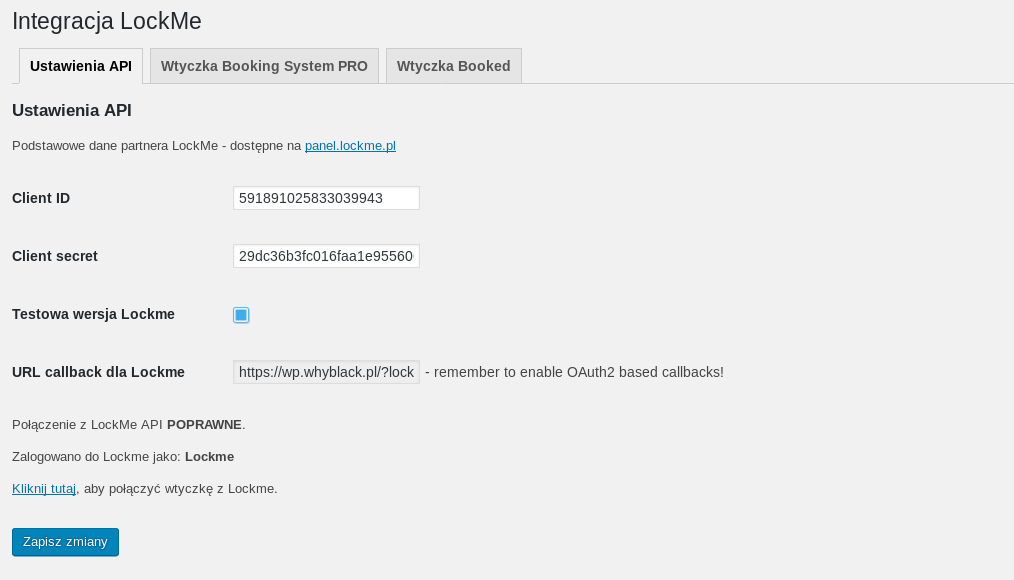 Integracja LockMe
Ustawienia API
Wtyczka Booking System PRO
Wtyczka Booked
Ustawienia API
Podstawowe dane partnera LockMe - dostępne na panel.lockme.pl
Client ID
591891025833039943
Client secret
29dc36b3fc016faa1e95560
Testowa wersja Lockme
URL callback dla Lockme
https://wp.whyblack.pl/?lock - remember to enable OAuth2 based callbacks!
Połączenie z LockMe API POPRAWNE.
Zalogowano do Lockme jako: Lockme
Kliknij tutaj, aby połączyć wtyczkę z Lockme.
Zapisz zmiany